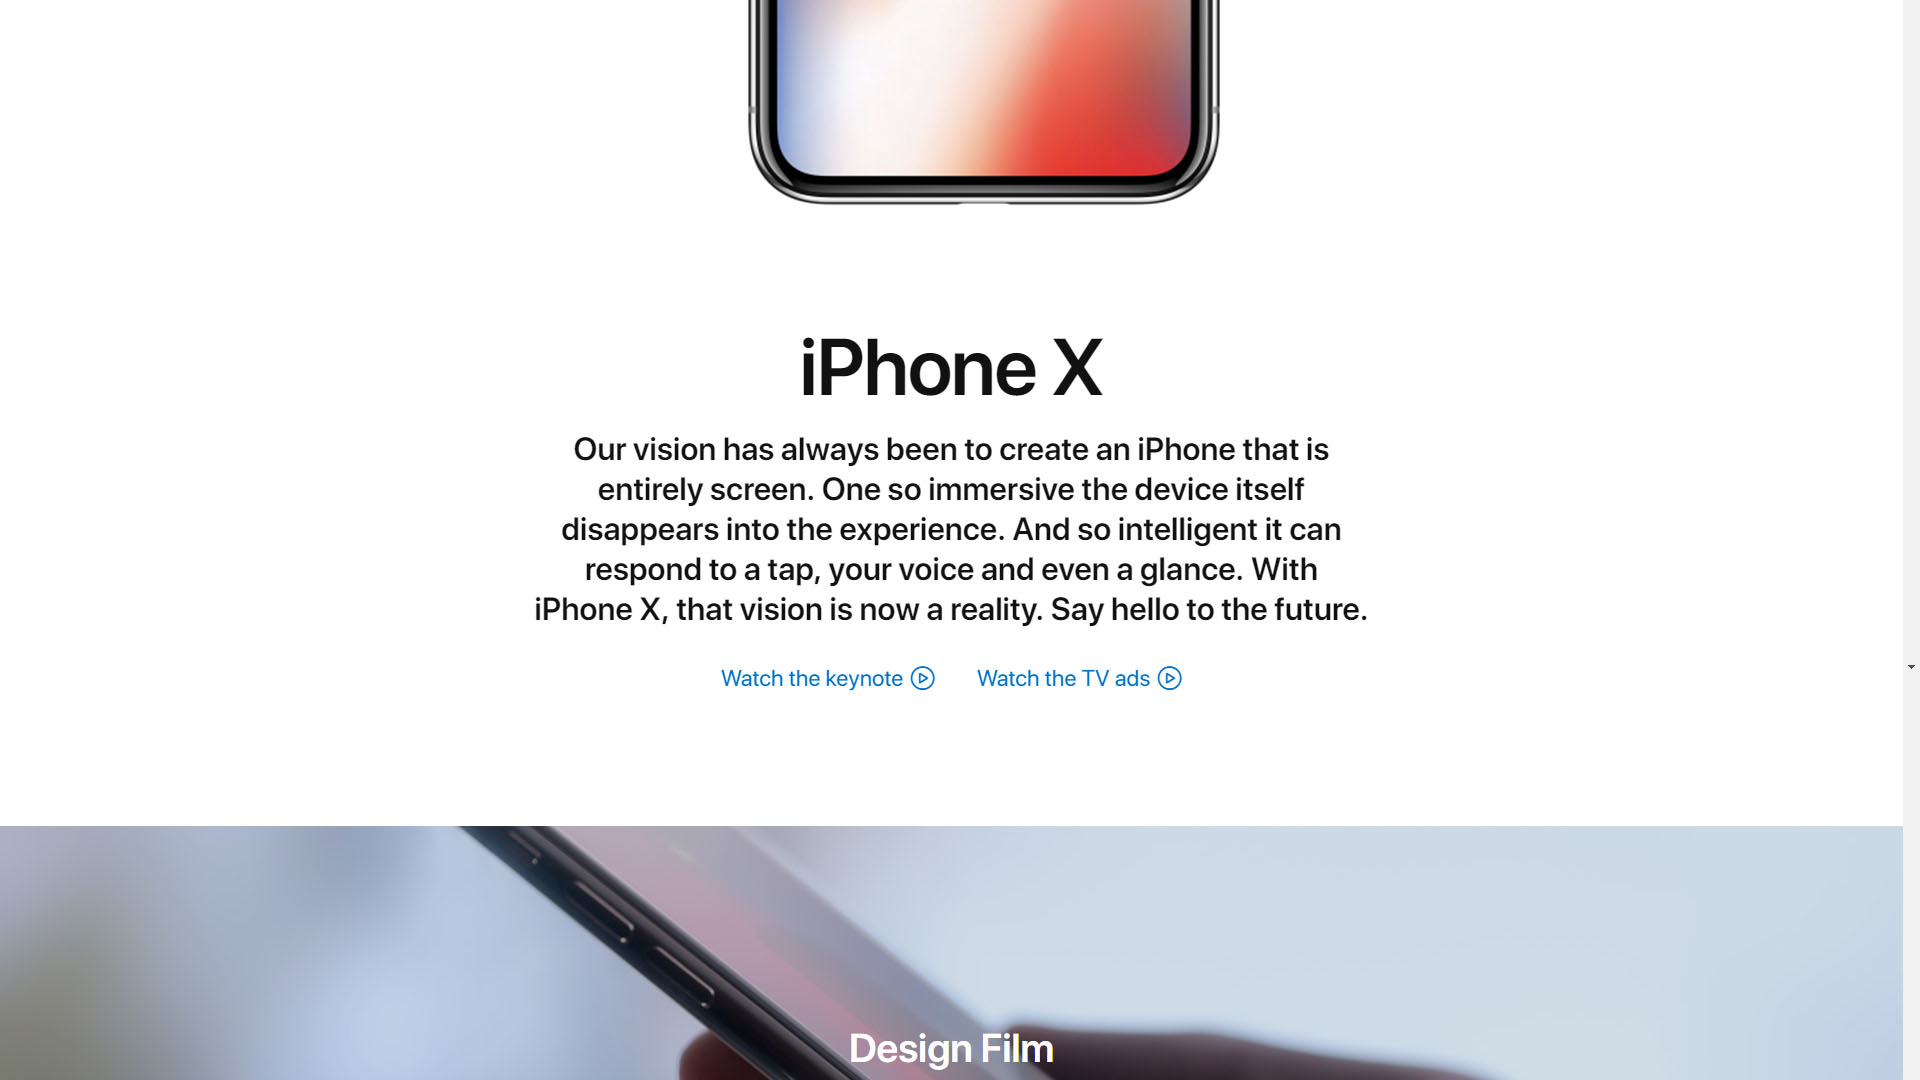 iPhone X
Our vision has always been to create an iPhone that is
entirely screen. One so immersive the device itself
disappears into the experience. And so intelligent it can
respond to a tap, your voice and even a glance. With
iPhone X, that vision is now a reality. Say hello to the future.
Watch the keynote Watch the TV ads
Design Film